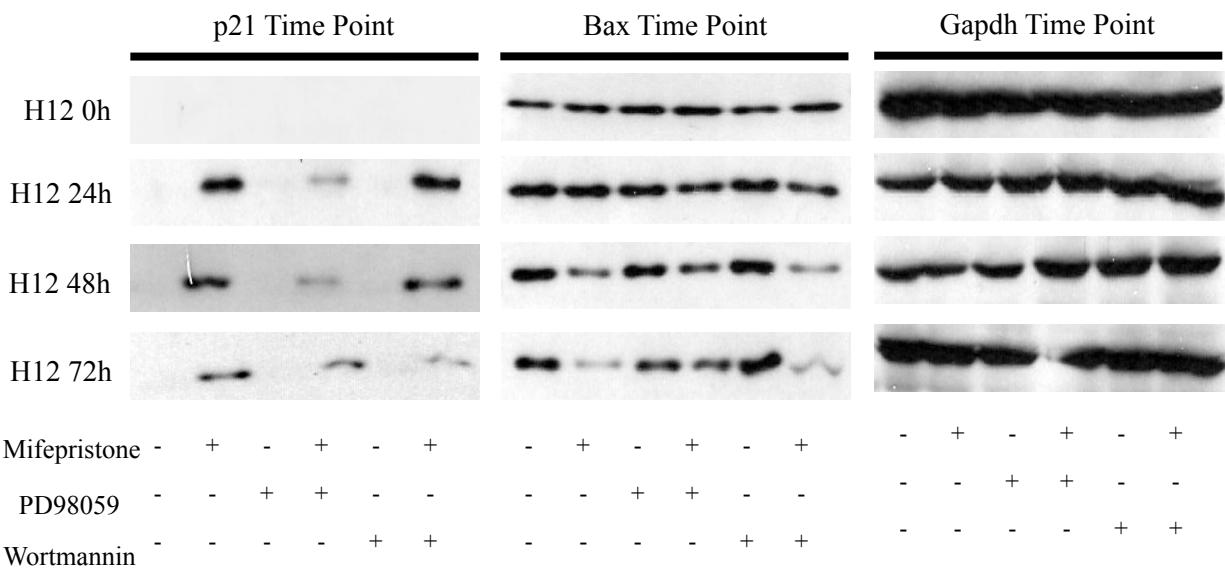 p21 Time Point Bax Time Point Gapdh Time Point
H12 0h
H12 24h
H12 48h
H12 72h
Mifepristone - + - + - + - + - + - + - + - + - +
PD98059 - - + + - - - - + + - - - - + + - -
Wortmannin - - - - + + - - - - + + - - - - + +